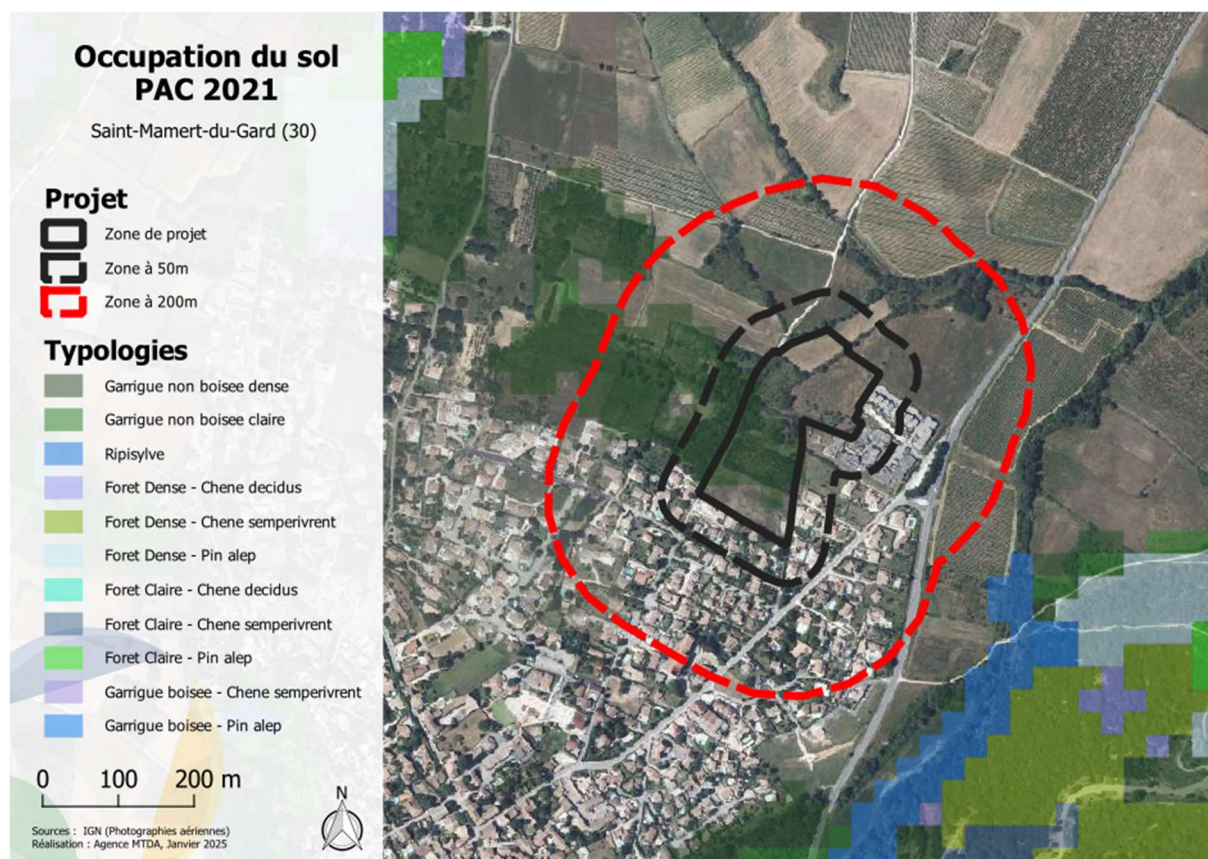 Occupation du sol
PAC 2021
Saint-Mamert-du-Gard (30)
Projet
Zone de projet
Zone à 50m
Zone à 200m
Typologies
Garrigue non boisee dense
Garrigue non boisee claire
Ripisylve
Foret Dense - Chene decidus
Foret Dense - Chene semperivrent
Foret Dense - Pin alep
Foret Claire - Chene decidus
Foret Claire - Chene semperivrent
Foret Claire - Pin alep
Garrigue boisee - Chene semperivrent
Garrigue boisee - Pin alep
0 100 200 m
N
Sources : IGN (Photographies aériennes)
Réalisation : Agence MTDA, Janvier 2025